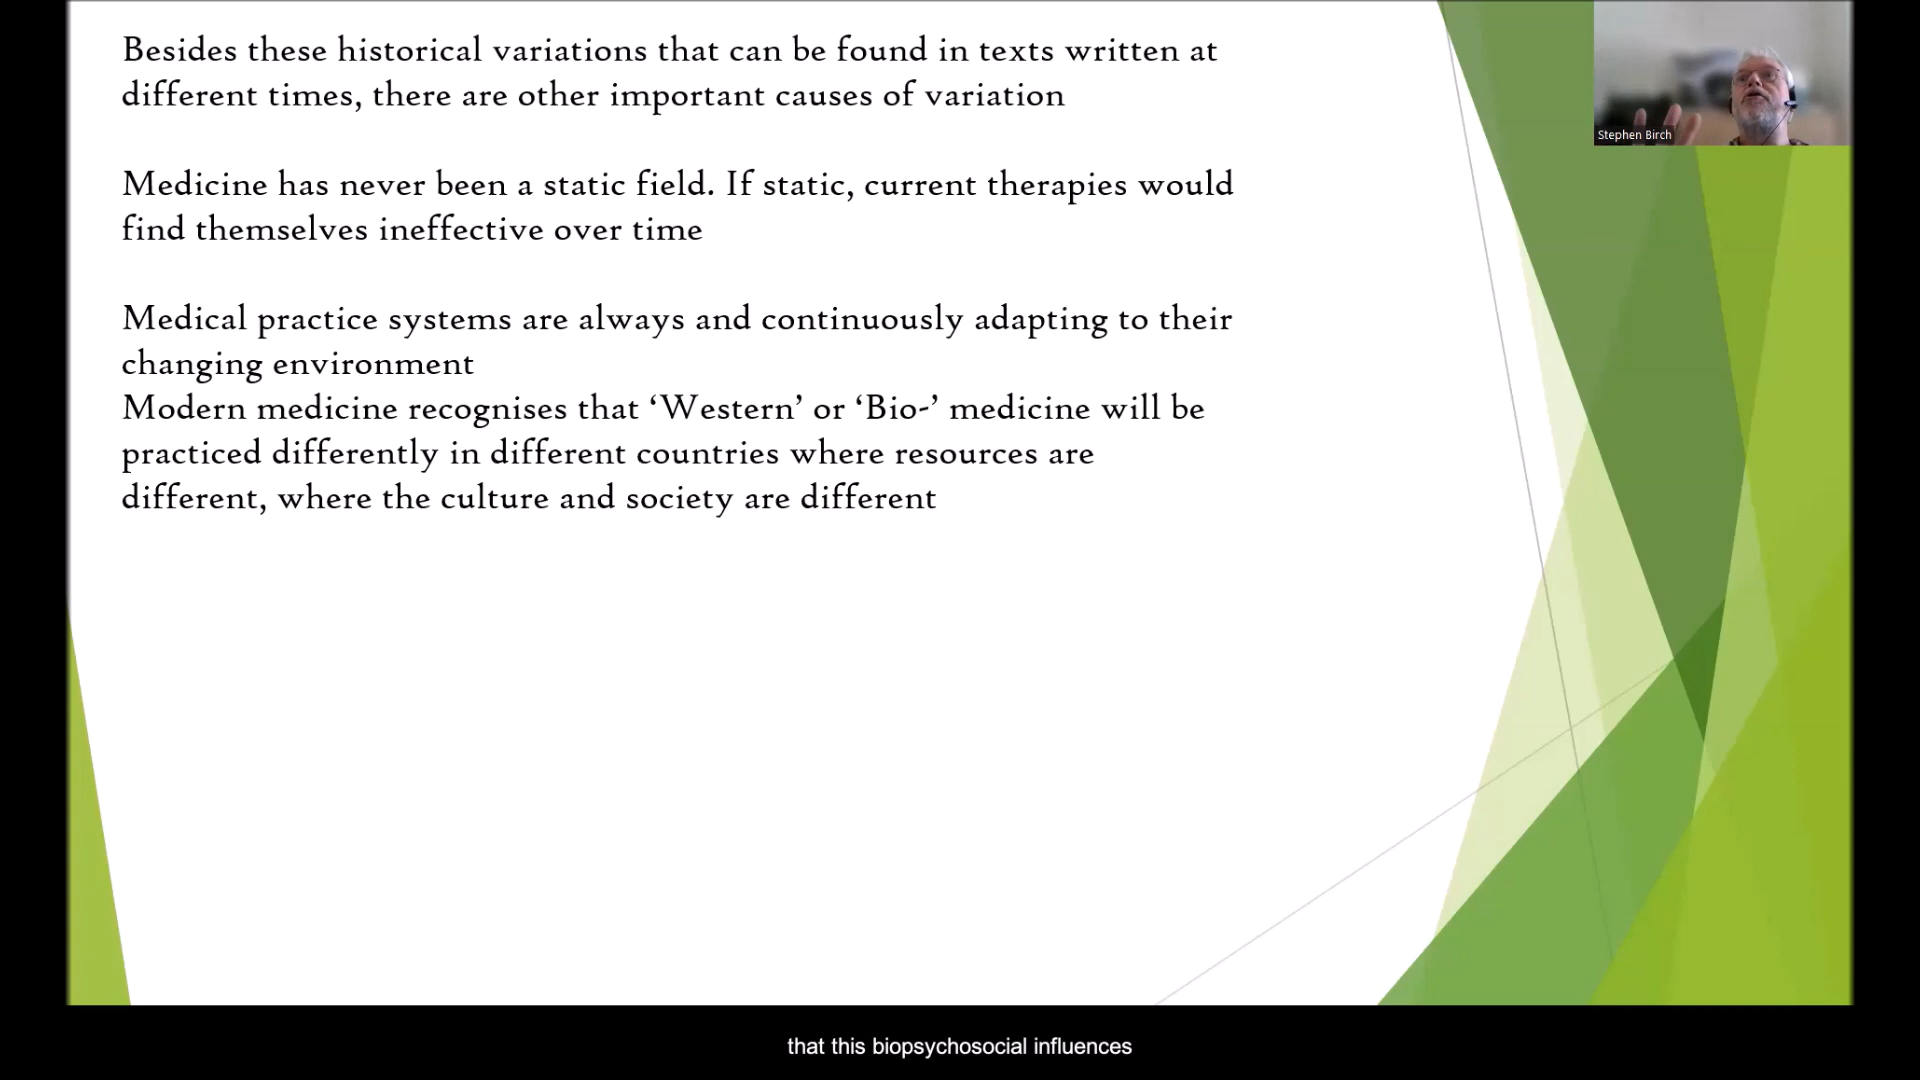 Besides these historical variations that can be found in texts written at
different times, there are other important causes of variation
Medicine has never been a static field. If static, current therapies would
find themselves ineffective over time
Medical practice systems are always and continuously adapting to their
changing environment
Modern medicine recognises that ‘Western’ or ‘Bio-’ medicine will be
practiced differently in different countries where resources are
different, where the culture and society are different
Stephen Birch
that this biopsychosocial influences